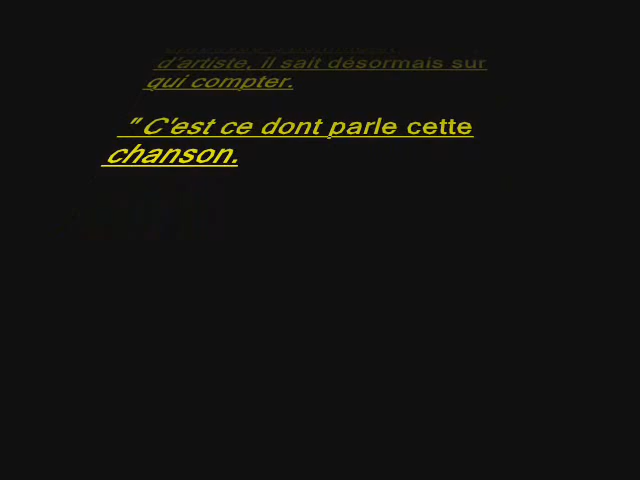 d'artiste, il sait désormais sur
qui compter.
" C'est ce dont parle cette
chanson.